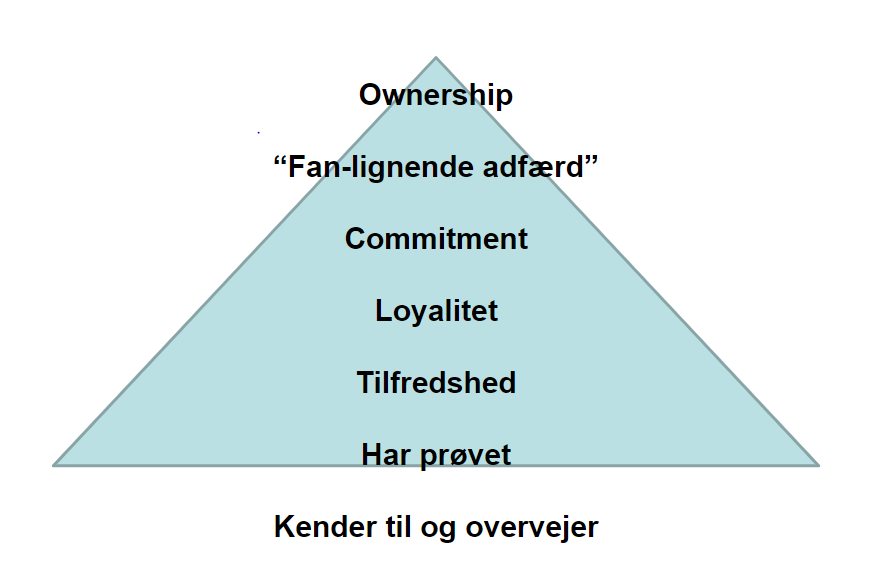 Ownership
“Fan-lignende adfærd”
Commitment
Loyalitet
Tilfredshed
Har prøvet
Kender til og overvejer